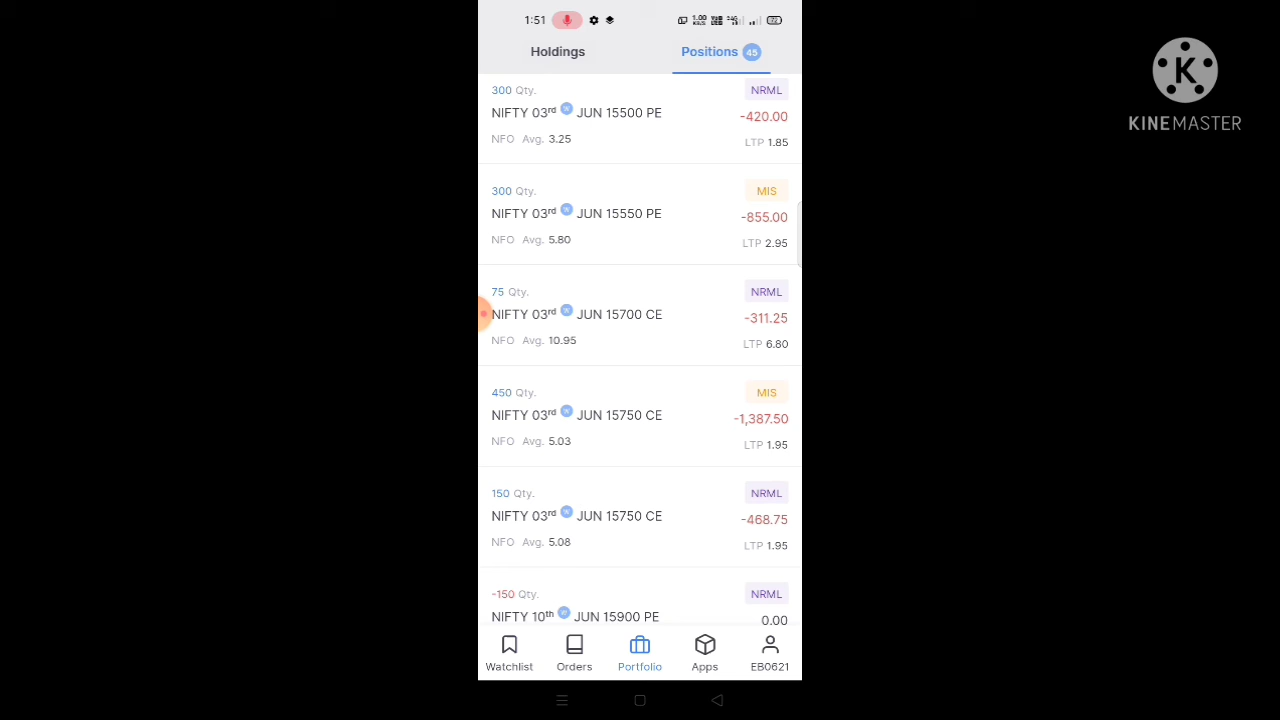 1:51
1.00 KB/S
72
Holdings
Positions 45
300 Qty.
NRML
NIFTY 03rd W JUN 15500 PE
-420.00
NFO Avg. 3.25
LTP 1.85
300 Qty.
MIS
NIFTY 03rd W JUN 15550 PE
-855.00
NFO Avg. 5.80
LTP 2.95
75 Qty.
NRML
NIFTY 03rd W JUN 15700 CE
-311.25
NFO Avg. 10.95
LTP 6.80
450 Qty.
MIS
NIFTY 03rd W JUN 15750 CE
-1,387.50
NFO Avg. 5.03
LTP 1.95
150 Qty.
NRML
NIFTY 03rd W JUN 15750 CE
-468.75
NFO Avg. 5.08
LTP 1.95
-150 Qty.
NRML
NIFTY 10th W JUN 15900 PE
0.00
Watchlist
Orders
Portfolio
Apps
EB0621
K
KINEMASTER